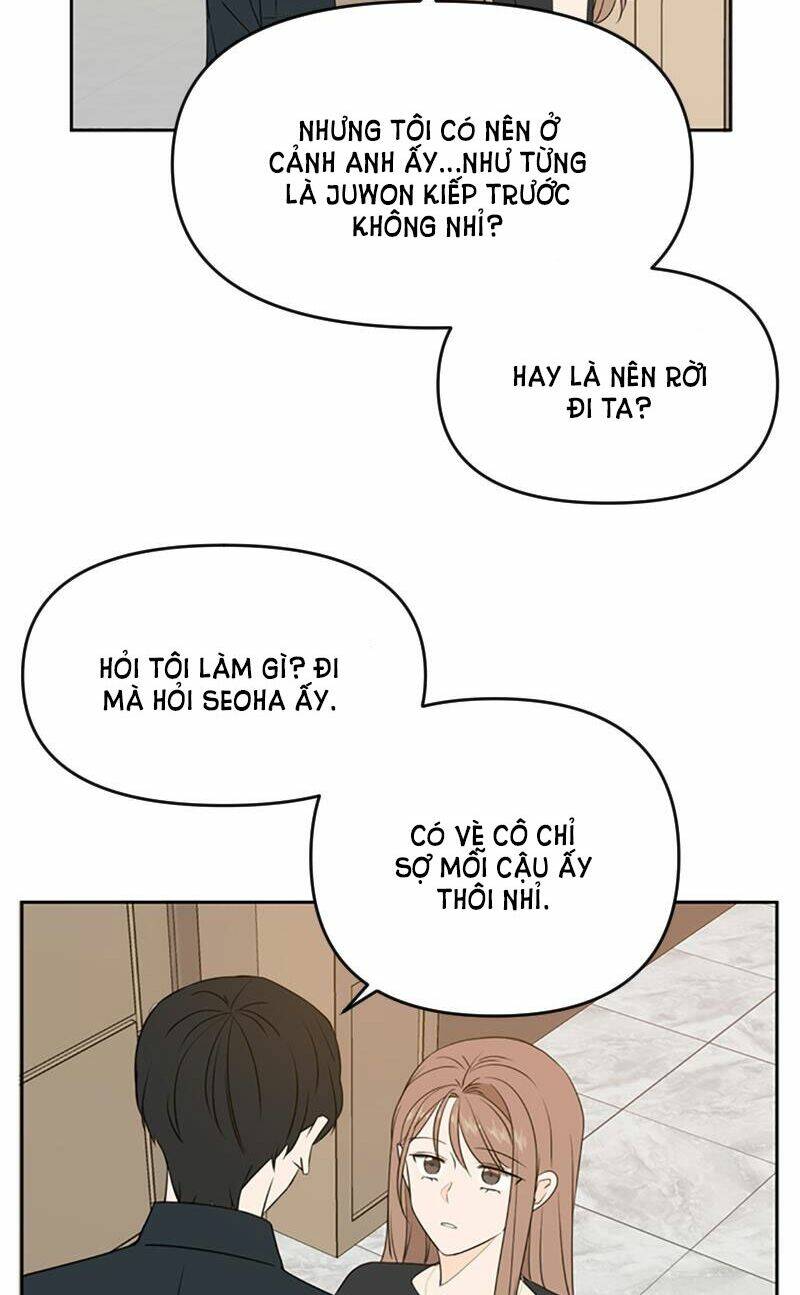 NHƯNG TÔI CÓ NÊN Ở
CẢNH ANH ẤY...NHƯ TỪNG
LÀ JUWON KIẾP TRƯỚC
KHÔNG NHỈ?
HAY LÀ NÊN RỜI
ĐI TA?
HỎI TÔI LÀM GÌ? ĐI
MÀ HỎI SEOHA ẤY.
CÓ VẺ CÔ CHỈ
SỢ MỖI CẬU ẤY
THÔI NHỈ.